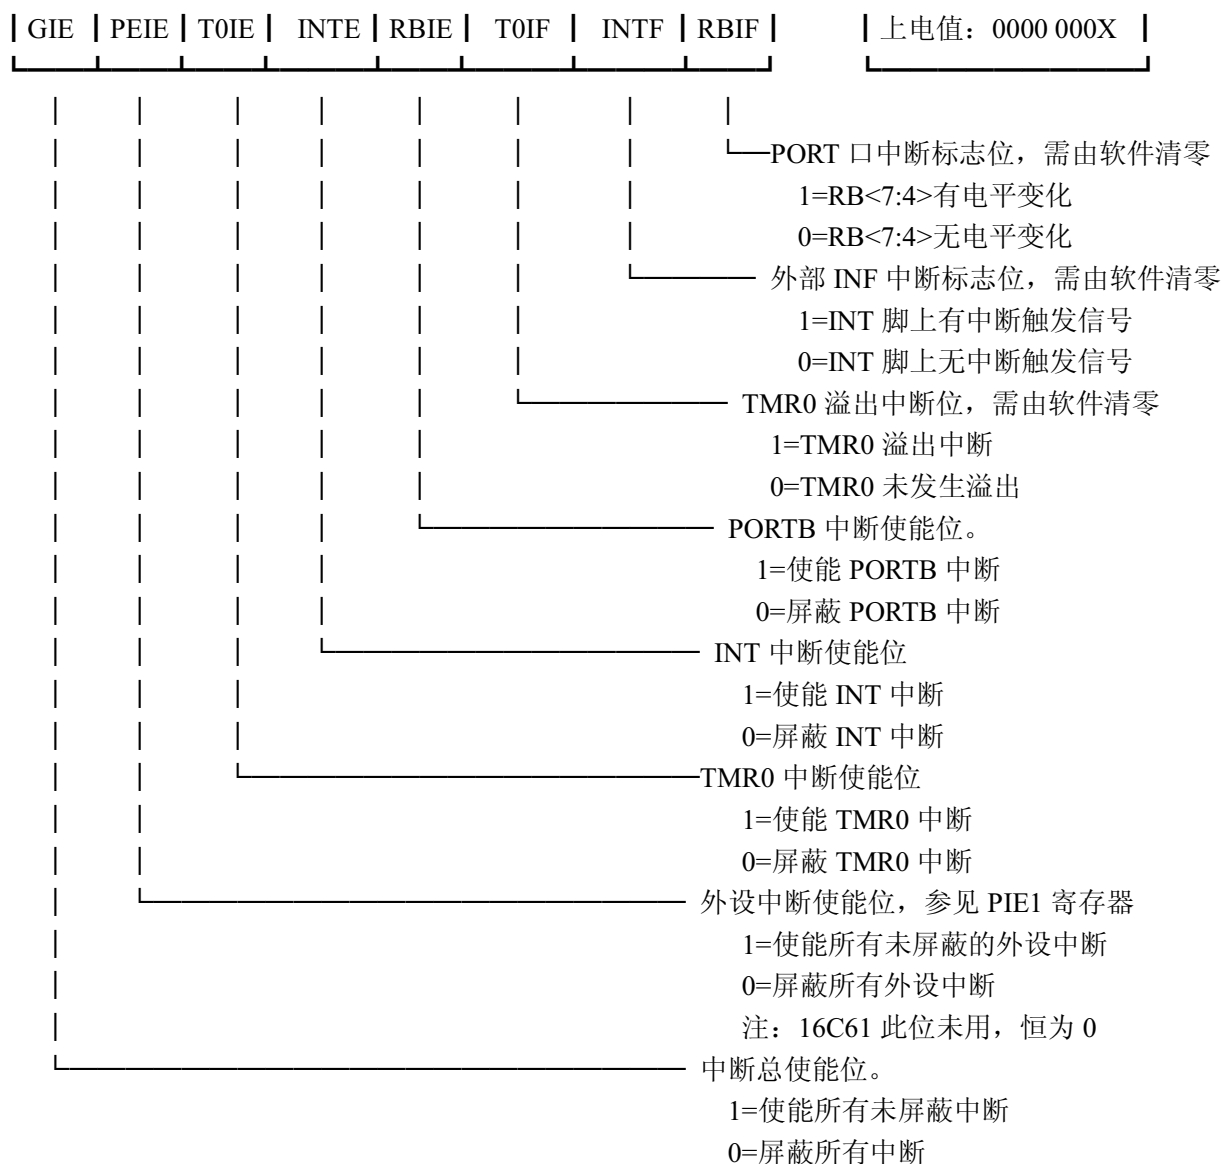 GIE PEIE T0IE INTE RBIE T0IF INTF RBIF 上电值：0000 000X
PORT 口中断标志位，需由软件清零
1=RB<7:4>有电平变化
0=RB<7:4>无电平变化
外部 INF 中断标志位，需由软件清零
1=INT 脚上有中断触发信号
0=INT 脚上无中断触发信号
TMR0 溢出中断位，需由软件清零
1=TMR0 溢出中断
0=TMR0 未发生溢出
PORTB 中断使能位。
1=使能 PORTB 中断
0=屏蔽 PORTB 中断
INT 中断使能位
1=使能 INT 中断
0=屏蔽 INT 中断
TMR0 中断使能位
1=使能 TMR0 中断
0=屏蔽 TMR0 中断
外设中断使能位，参见 PIE1 寄存器
1=使能所有未屏蔽的外设中断
0=屏蔽所有外设中断
注：16C61 此位未用，恒为 0
中断总使能位。
1=使能所有未屏蔽中断
0=屏蔽所有中断